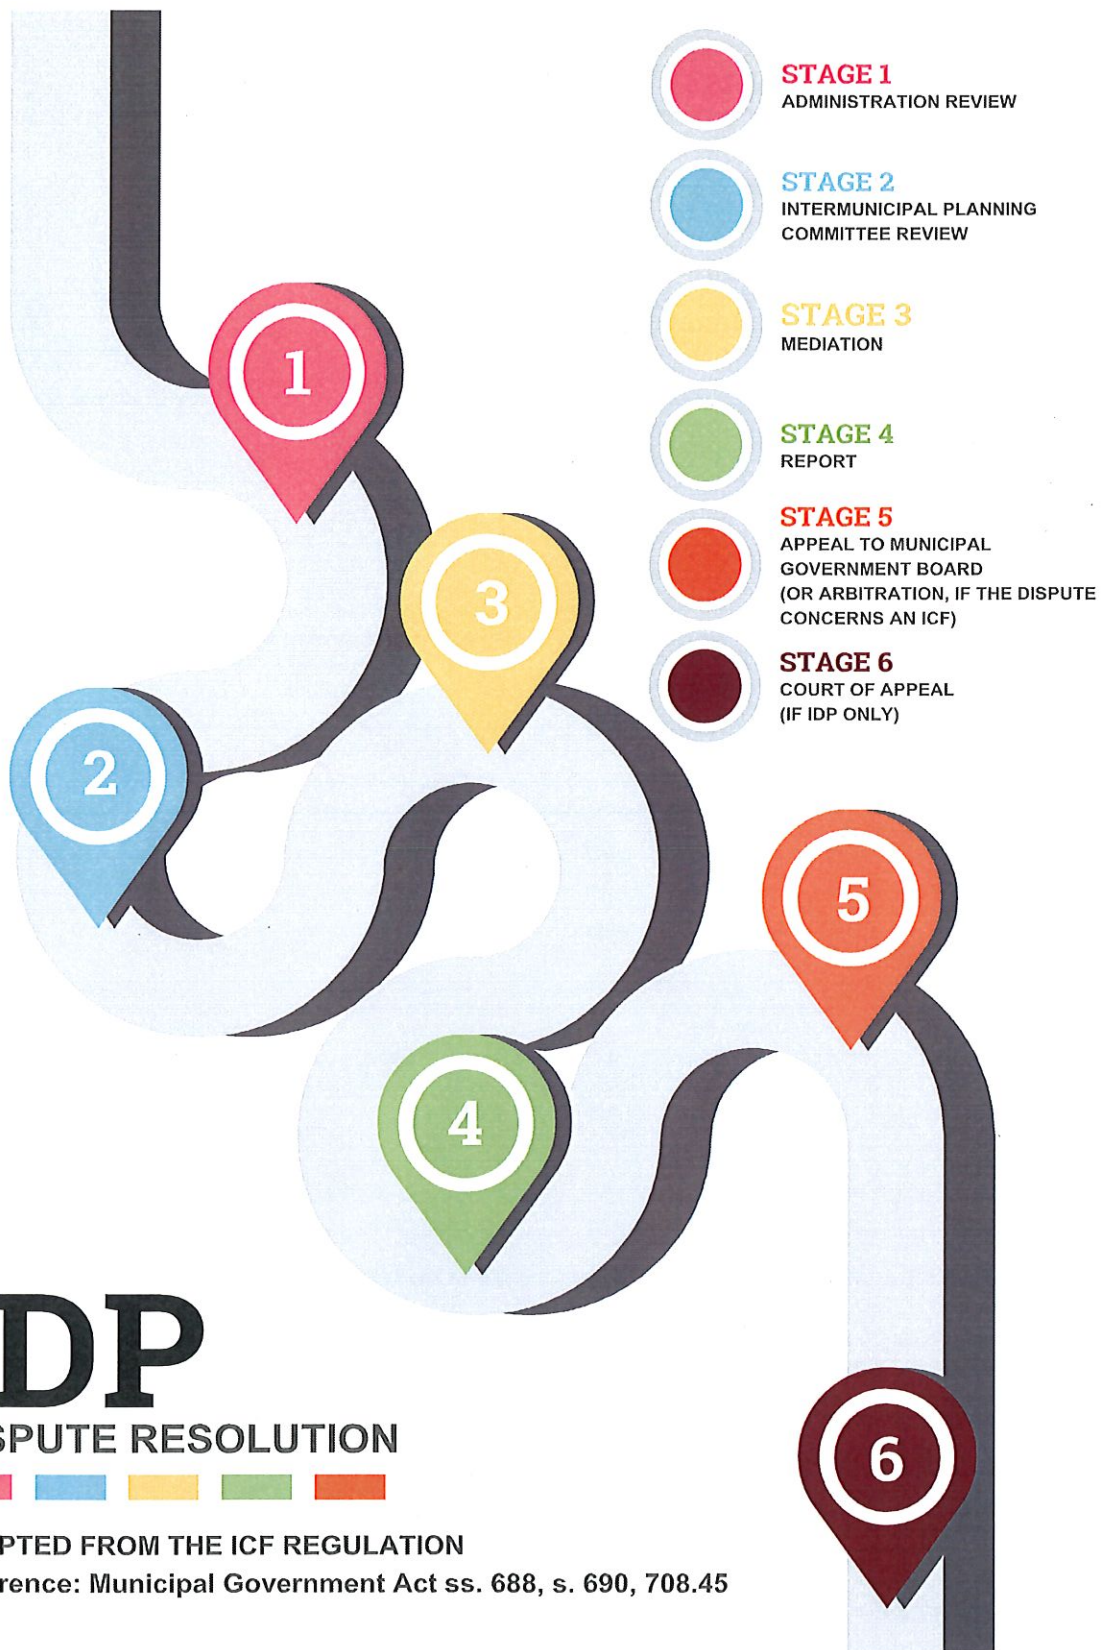 STAGE 1
ADMINISTRATION REVIEW
STAGE 2
INTERMUNICIPAL PLANNING
COMMITTEE REVIEW
STAGE 3
MEDIATION
STAGE 4
REPORT
STAGE 5
APPEAL TO MUNICIPAL
GOVERNMENT BOARD
(OR ARBITRATION, IF THE DISPUTE
CONCERNS AN ICF)
STAGE 6
COURT OF APPEAL
(IF IDP ONLY)
1
3
2
5
4
6
DP
SPUTE RESOLUTION
PTED FROM THE ICF REGULATION
rence: Municipal Government Act ss. 688, s. 690, 708.45